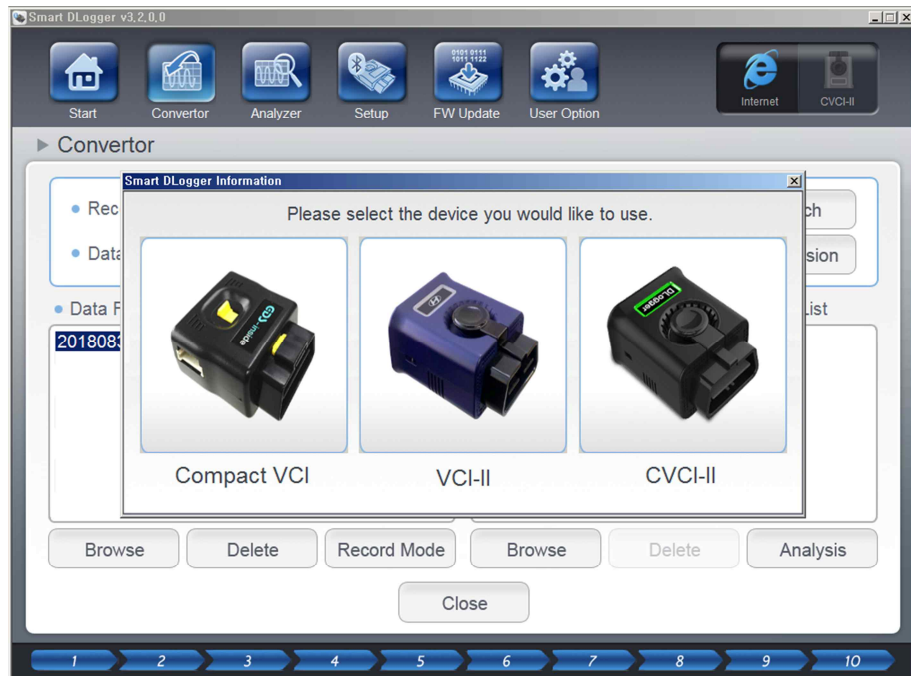 Smart DLogger v3,2,0,0
0101 0111
1011 1122
Start
Convertor
Analyzer
Setup
FW Update
User Option
Internet
CVCI-II
Convertor
Smart DLogger Information
Please select the device you would like to use.
Rec
ch
Data
sion
Data F
List
2018083
GDS-inside
DLogger
Compact VCI
VCI-II
CVCI-II
Browse
Delete
Record Mode
Browse
Delete
Analysis
Close
1 2 3 4 5 6 7 8 9 10